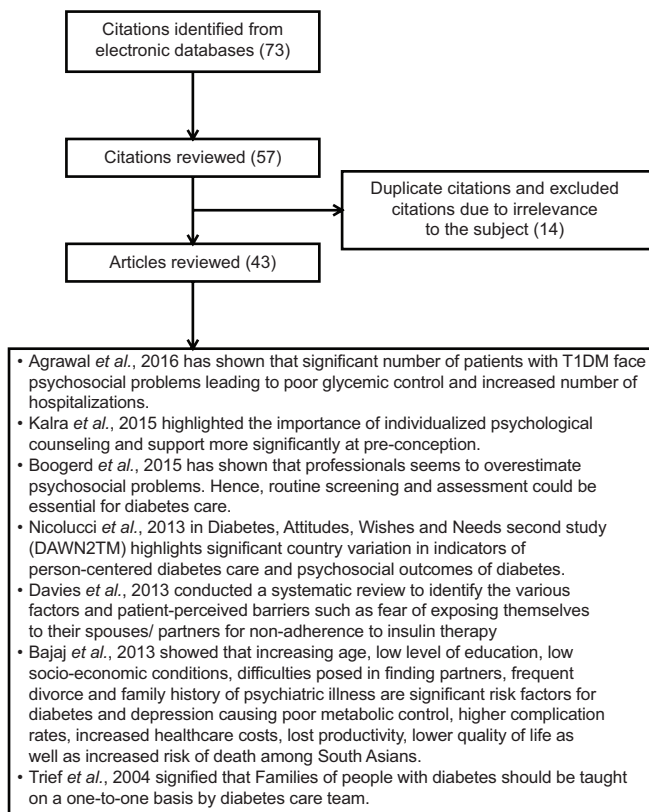 Citations identified from
electronic databases (73)
Citations reviewed (57)
Duplicate citations and excluded
citations due to irrelevance
to the subject (14)
Articles reviewed (43)
• Agrawal et al., 2016 has shown that significant number of patients with T1DM face
psychosocial problems leading to poor glycemic control and increased number of
hospitalizations.
• Kalra et al., 2015 highlighted the importance of individualized psychological
counseling and support more significantly at pre-conception.
• Boogerd et al., 2015 has shown that professionals seems to overestimate
psychosocial problems. Hence, routine screening and assessment could be
essential for diabetes care.
• Nicolucci et al., 2013 in Diabetes, Attitudes, Wishes and Needs second study
(DAWN2TM) highlights significant country variation in indicators of
person-centered diabetes care and psychosocial outcomes of diabetes.
• Davies et al., 2013 conducted a systematic review to identify the various
factors and patient-perceived barriers such as fear of exposing themselves
to their spouses/ partners for non-adherence to insulin therapy
• Bajaj et al., 2013 showed that increasing age, low level of education, low
socio-economic conditions, difficulties posed in finding partners, frequent
divorce and family history of psychiatric illness are significant risk factors for
diabetes and depression causing poor metabolic control, higher complication
rates, increased healthcare costs, lost productivity, lower quality of life as
well as increased risk of death among South Asians.
• Trief et al., 2004 signified that Families of people with diabetes should be taught
on a one-to-one basis by diabetes care team.